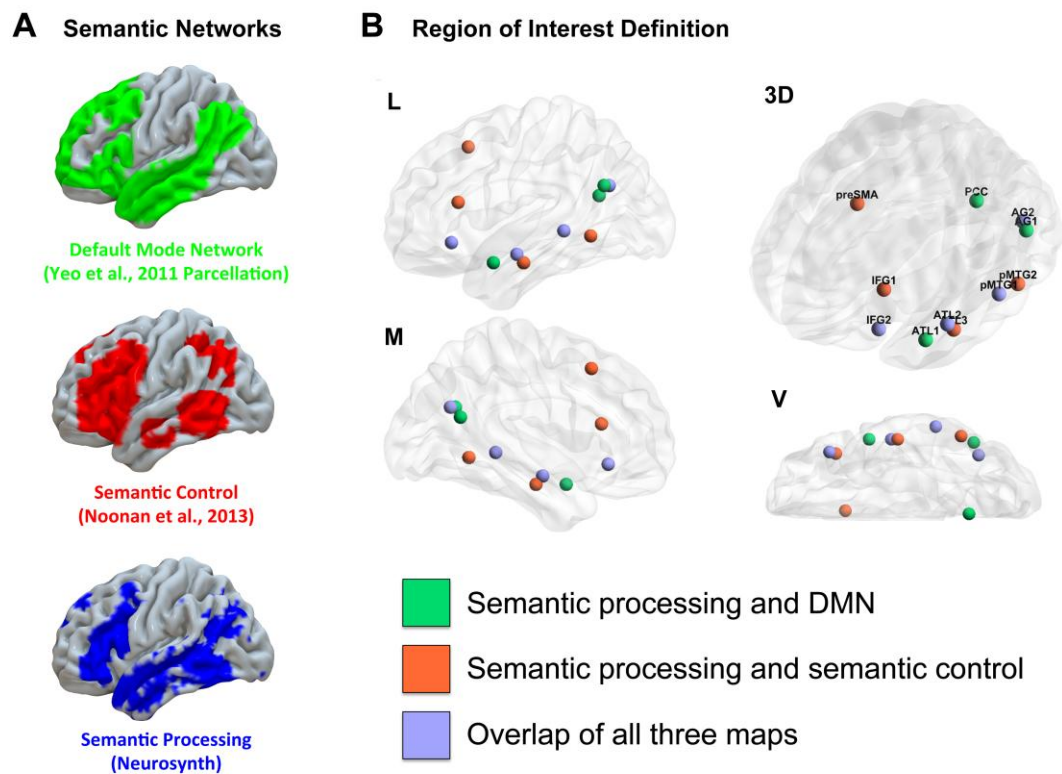 A Semantic Networks
Default Mode Network
(Yeo et al., 2011 Parcellation)
Semantic Control
(Noonan et al., 2013)
Semantic Processing
(Neurosynth)
B Region of Interest Definition
L
3D
preSMA
PCC
AG2
AG1
pMTG2
pMTG1
IFG1
IFG2
ATL2
ATL1
M
V
Semantic processing and DMN
Semantic processing and semantic control
Overlap of all three maps